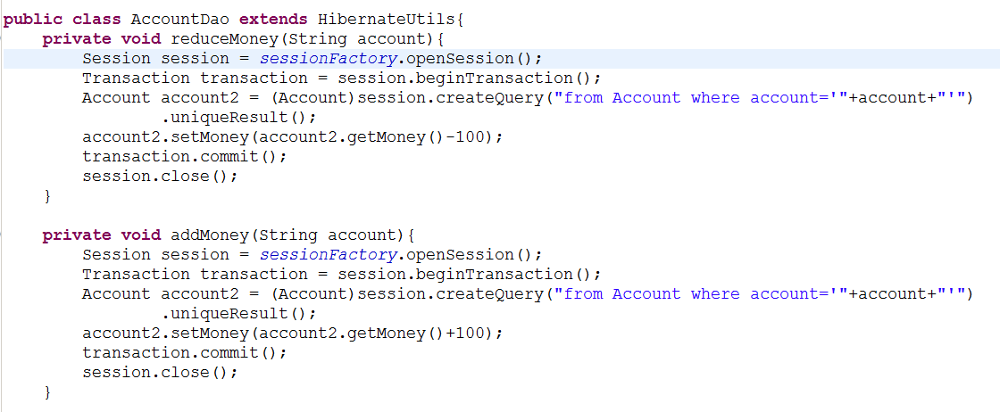 public class AccountDao extends HibernateUtils{
    private void reduceMoney(String account){
        Session session = sessionFactory.openSession();
        Transaction transaction = session.beginTransaction();
        Account account2 = (Account)session.createQuery("from Account where account='"+account+"'")
                .uniqueResult();
        account2.setMoney(account2.getMoney()-100);
        transaction.commit();
        session.close();
    }

    private void addMoney(String account){
        Session session = sessionFactory.openSession();
        Transaction transaction = session.beginTransaction();
        Account account2 = (Account)session.createQuery("from Account where account='"+account+"'")
                .uniqueResult();
        account2.setMoney(account2.getMoney()+100);
        transaction.commit();
        session.close();
    }